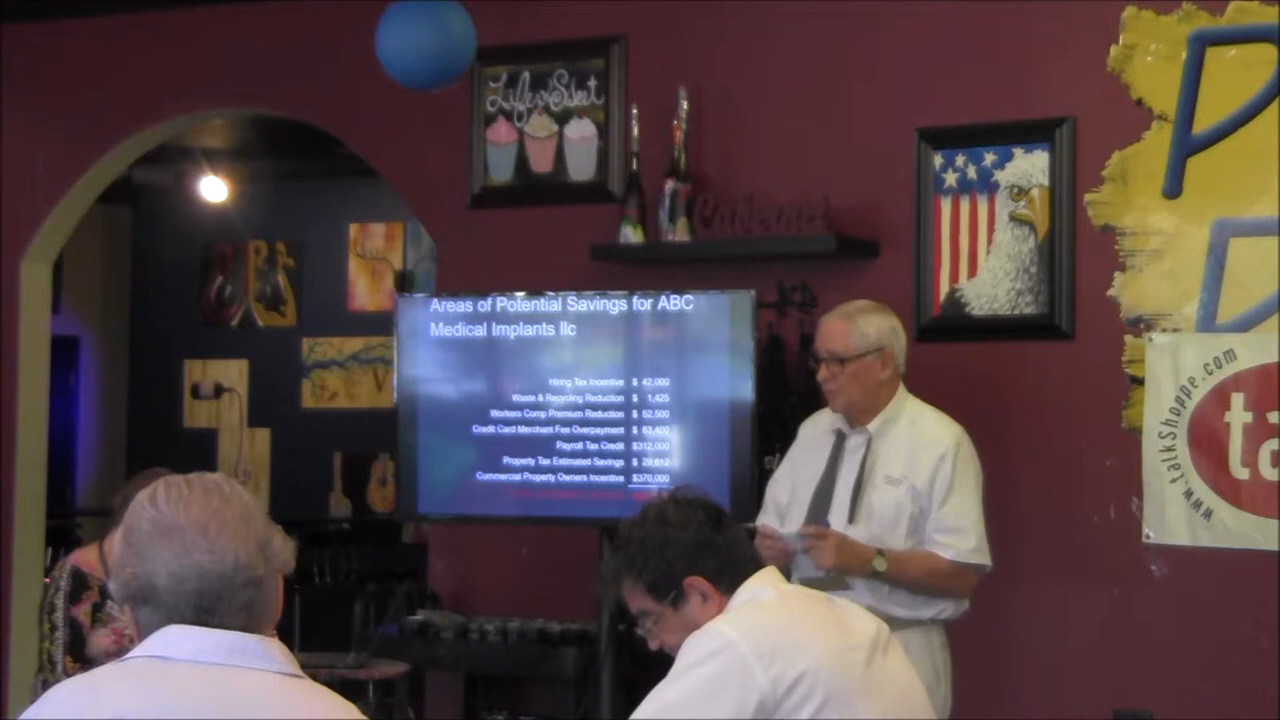 Life is Sweet
Areas of Potential Savings for ABC
Medical Implants llc
Hiring Tax Incentive $ 42,000
Waste & Recycling Reduction $ 1,425
Workers Comp Premium Reduction $ 52,500
Credit Card Merchant Fee Overpayment $ 83,400
Payroll Tax Credit $312,000
Property Tax Estimated Savings $ 29,612
Commercial Property Owners Incentive $370,000
P
D
www.talkShoppe.com
ta